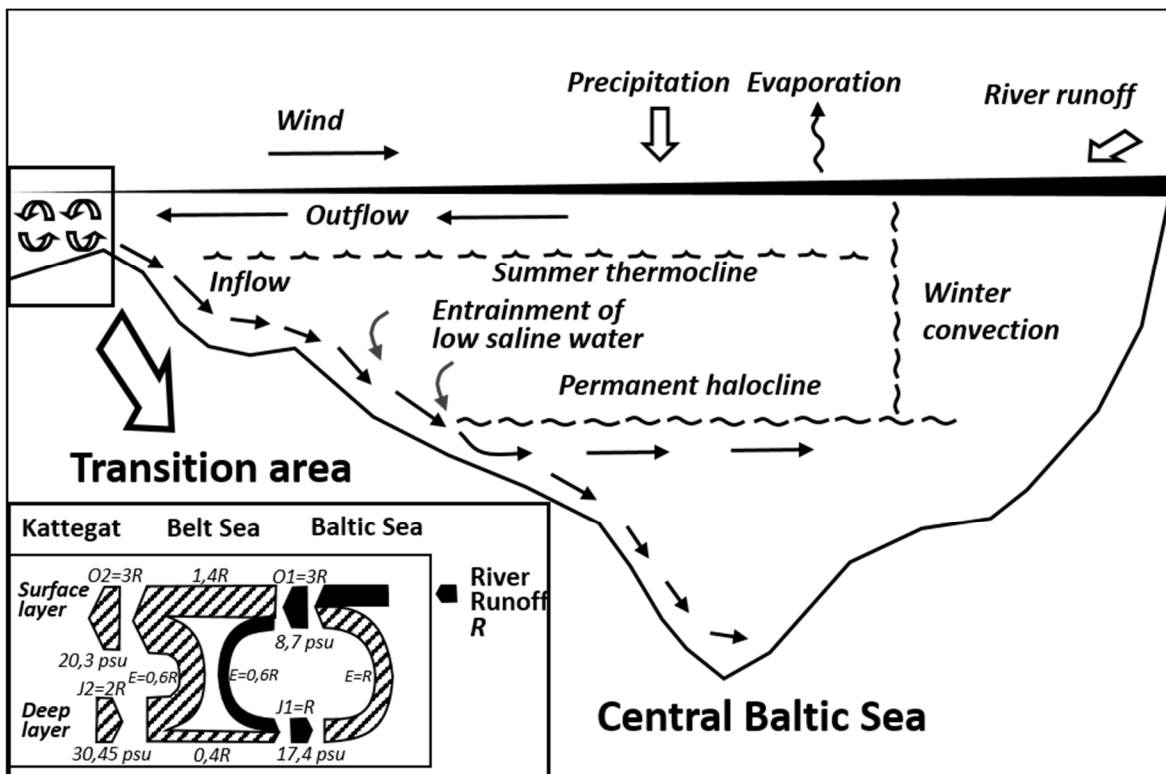 Precipitation
Evaporation
River runoff
Wind
Outflow
Summer thermocline
Inflow
Entrainment of
low saline water
Winter
convection
Permanent halocline
Transition area
Central Baltic Sea
Kattegat
Belt Sea
Baltic Sea
O2=3R
1,4R
O1=3R
Surface
layer
River
Runoff
R
20,3 psu
8,7 psu
E=0,6R
E=0,6R
E=R
J2=2R
J1=R
Deep
layer
30,45 psu
0,4R
17,4 psu